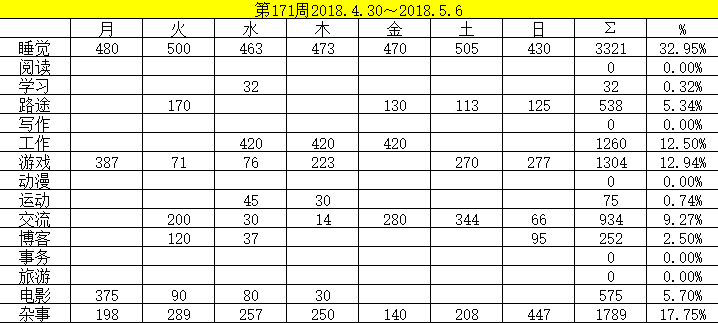 第171周2018.4.30～2018.5.6
月 火 水 木 金 土 日 Σ %
睡觉 480 500 463 473 470 505 430 3321 32.95%
阅读 0 0.00%
学习 32 32 0.32%
路途 170 130 113 125 538 5.34%
写作 0 0.00%
工作 420 420 420 1260 12.50%
游戏 387 71 76 223 270 277 1304 12.94%
动漫 0 0.00%
运动 45 30 75 0.74%
交流 200 30 14 280 344 66 934 9.27%
博客 120 37 95 252 2.50%
事务 0 0.00%
旅游 0 0.00%
电影 375 90 80 30 575 5.70%
杂事 198 289 257 250 140 208 447 1789 17.75%